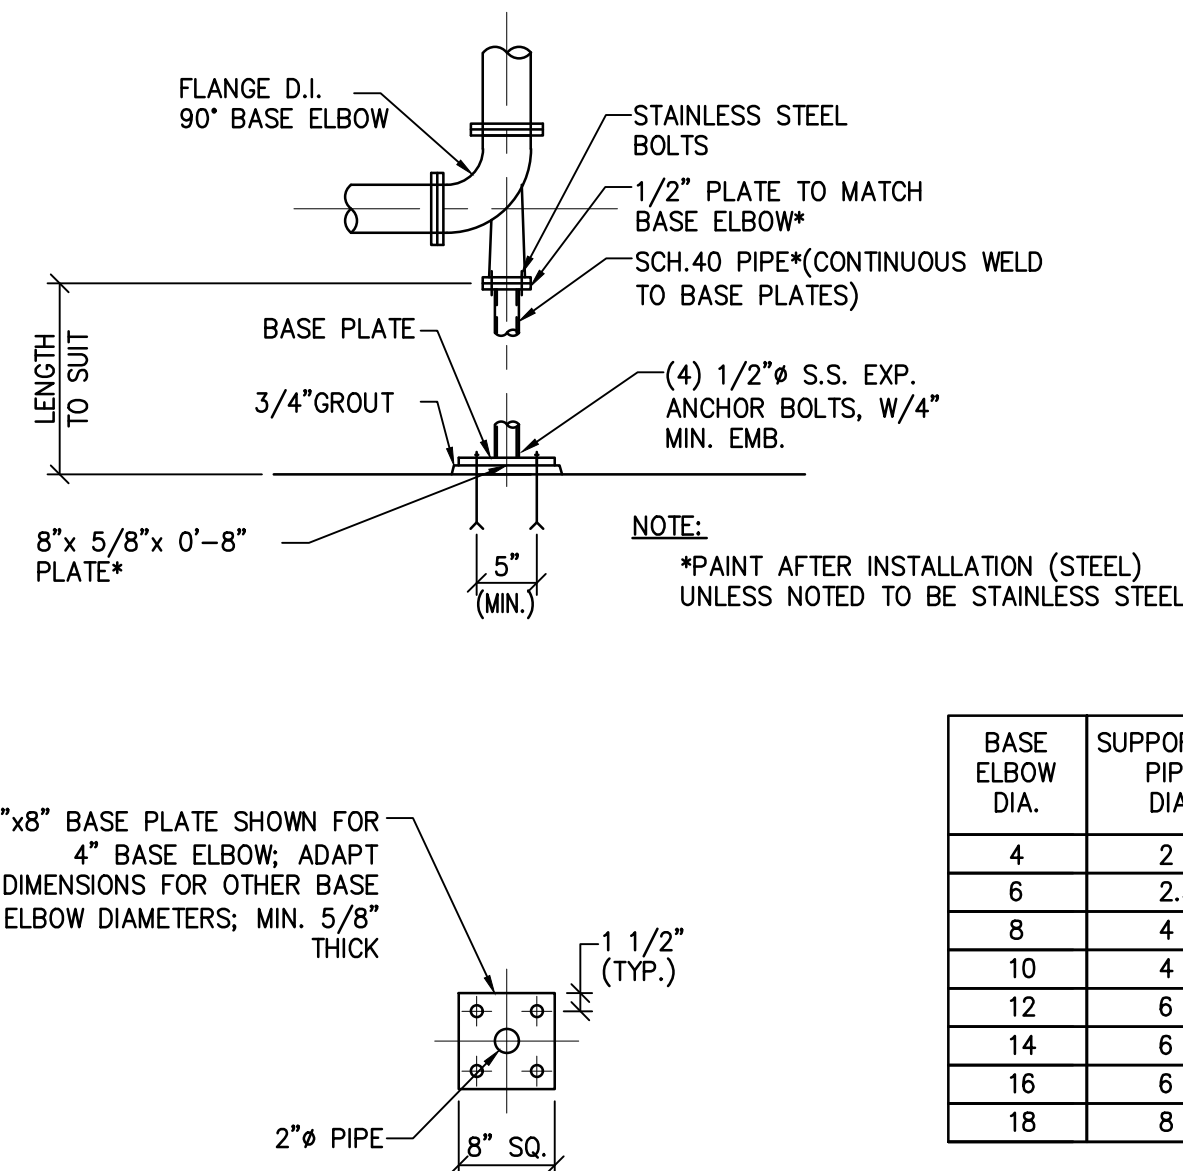 FLANGE D.I.
90° BASE ELBOW
STAINLESS STEEL
BOLTS
1/2" PLATE TO MATCH
BASE ELBOW*
SCH.40 PIPE*(CONTINUOUS WELD
TO BASE PLATES)
LENGTH
TO SUIT
BASE PLATE
3/4"GROUT
(4) 1/2"ø S.S. EXP.
ANCHOR BOLTS, W/4"
MIN. EMB.
8"x 5/8"x 0'-8"
PLATE*
5"
(MIN.)
NOTE:
*PAINT AFTER INSTALLATION (STEEL)
UNLESS NOTED TO BE STAINLESS STEEL
"x8" BASE PLATE SHOWN FOR
4" BASE ELBOW; ADAPT
DIMENSIONS FOR OTHER BASE
ELBOW DIAMETERS; MIN. 5/8"
THICK
1 1/2"
(TYP.)
2"ø PIPE
8" SQ.
BASE
ELBOW
DIA.
4 2
6
8 4
10 4
12 6
14 6
16 6
18 8